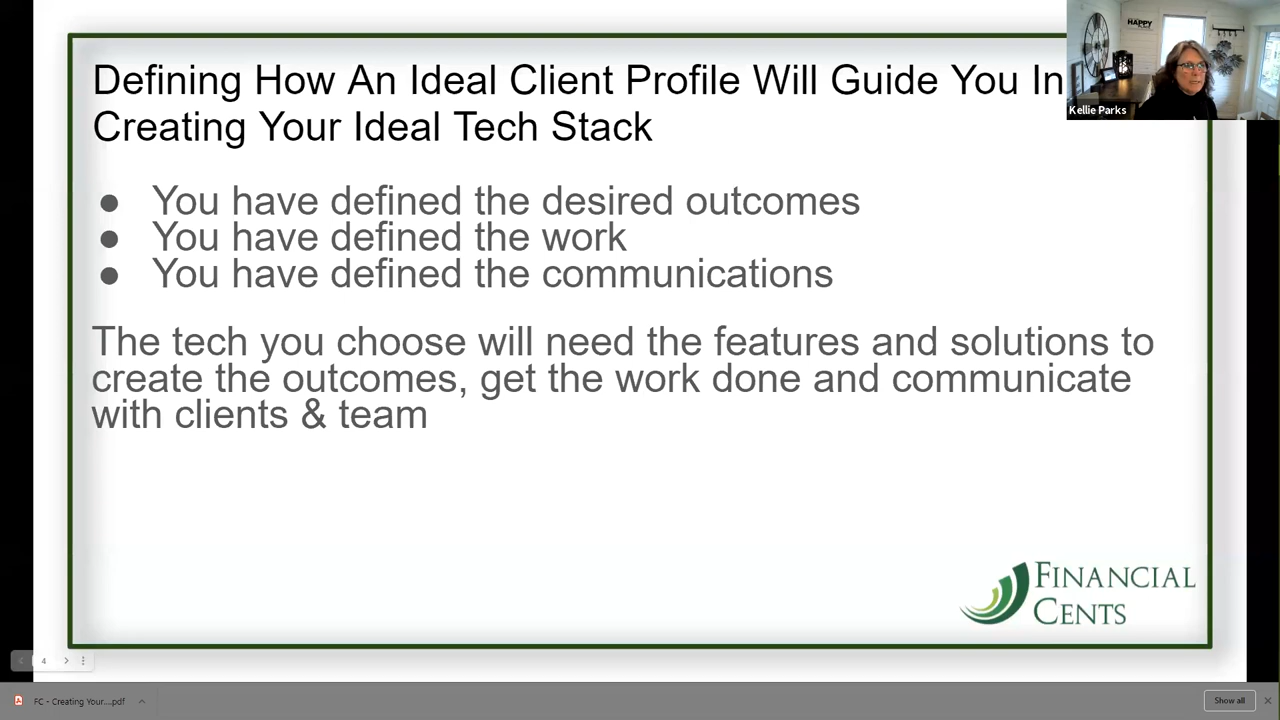 HAPPY
Kellie Parks
Defining How An Ideal Client Profile Will Guide You In
Creating Your Ideal Tech Stack
● You have defined the desired outcomes
● You have defined the work
● You have defined the communications
The tech you choose will need the features and solutions to
create the outcomes, get the work done and communicate
with clients & team
FINANCIAL
CENTS
4
FC - Creating Your....pdf
Show all